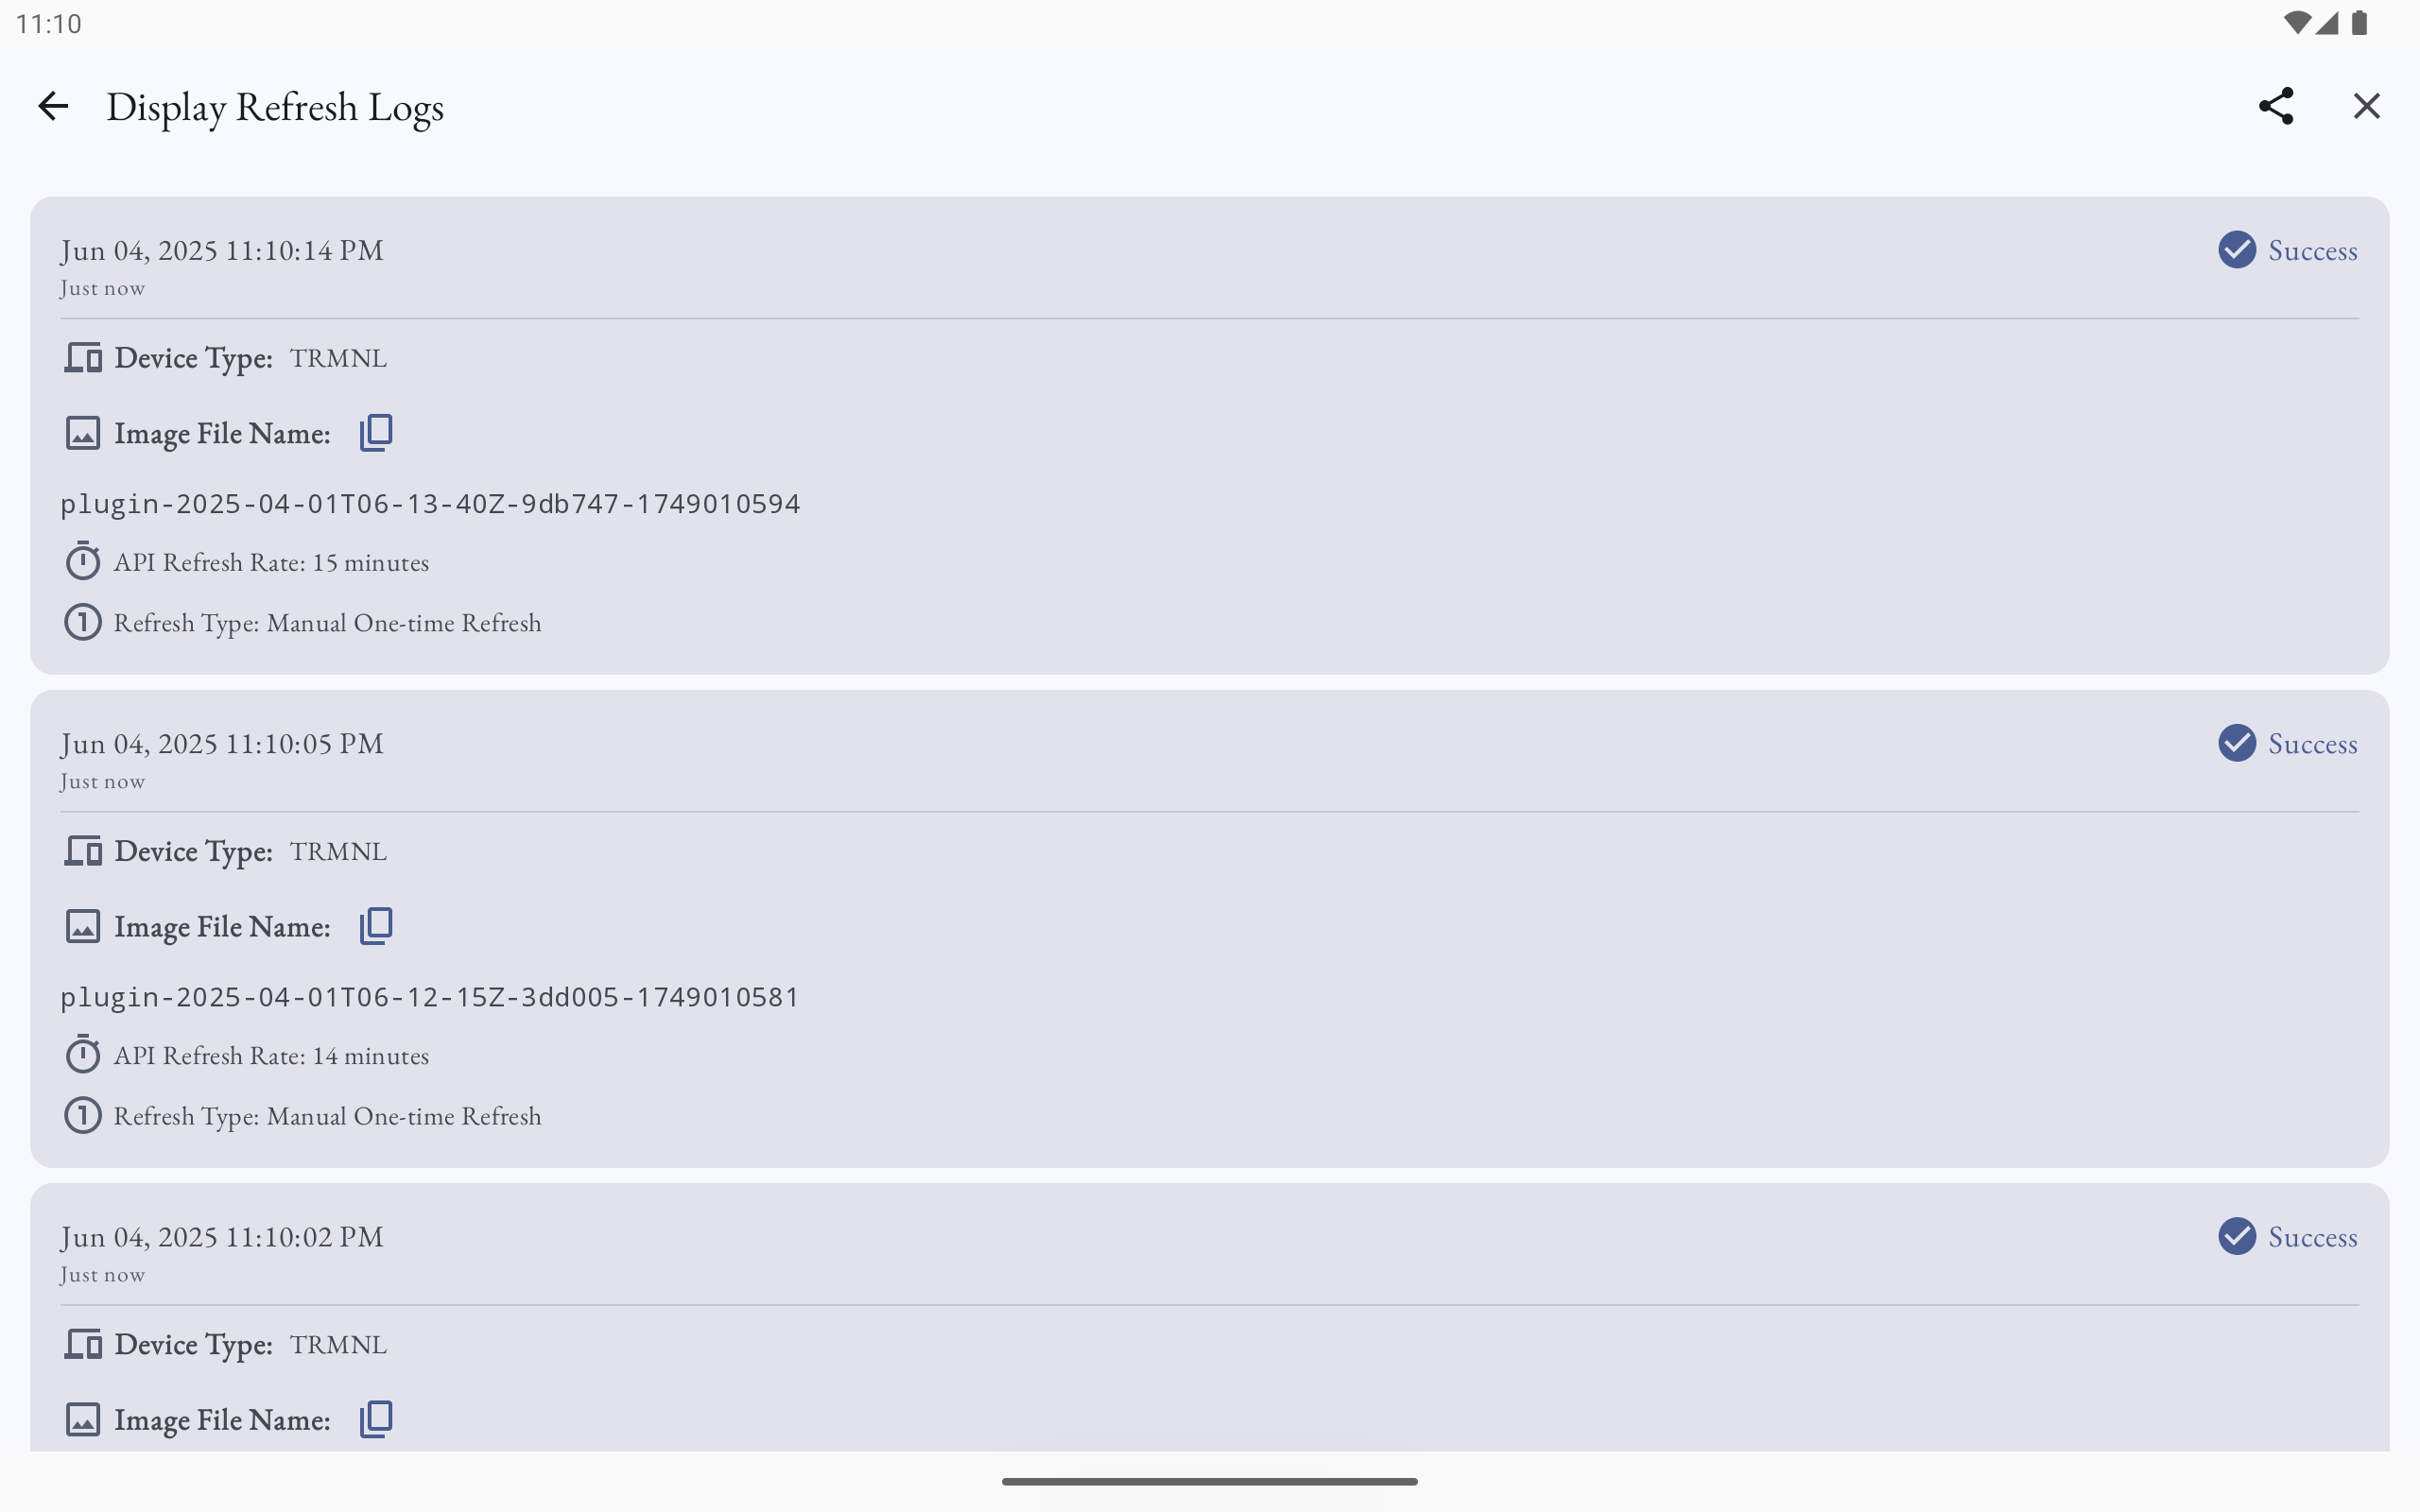 11:10
Display Refresh Logs
Jun 04, 2025 11:10:14 PM
Success
Just now
Device Type: TRMNL
Image File Name:
plugin-2025-04-01T06-13-40Z-9db747-1749010594
API Refresh Rate: 15 minutes
1 Refresh Type: Manual One-time Refresh
Jun 04, 2025 11:10:05 PM
Success
Just now
Device Type: TRMNL
Image File Name:
plugin-2025-04-01T06-12-15Z-3dd005-1749010581
API Refresh Rate: 14 minutes
1 Refresh Type: Manual One-time Refresh
Jun 04, 2025 11:10:02 PM
Success
Just now
Device Type: TRMNL
Image File Name: